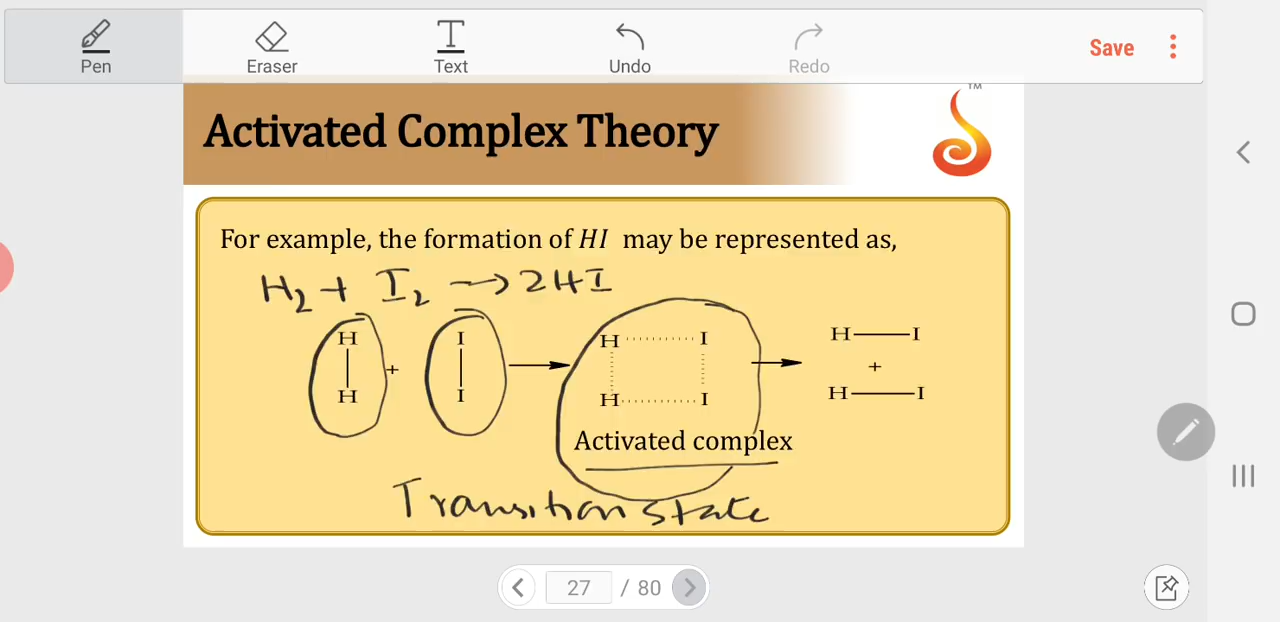 Pen Eraser Text Undo Redo Save
TM
Activated Complex Theory
For example, the formation of HI may be represented as,
H₂ + I₂ → 2HI
H I H I H I
+ +
H I H I H I
Activated complex
Transition state
27 / 80